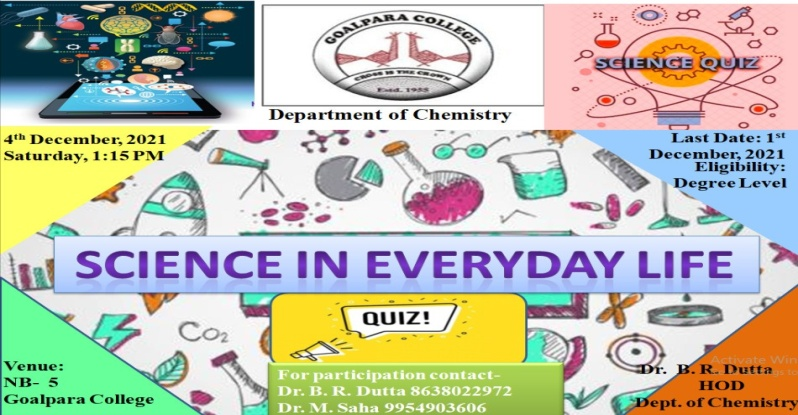 GOALPARA COLLEGE
CROSS IS THE CROWN
Estd. 1955
Department of Chemistry
SCIENCE QUIZ
4th December, 2021
Saturday, 1:15 PM
Last Date: 1st
December, 2021
Eligibility:
Degree Level
SCIENCE IN EVERYDAY LIFE
QUIZ!
CO2
Venue:
NB- 5
Goalpara College
For participation contact-
Dr. B. R. Dutta 8638022972
Dr. M. Saha 9954903606
Activate Win
Dr. B. R. Dutta
HOD
Dept. of Chemistry